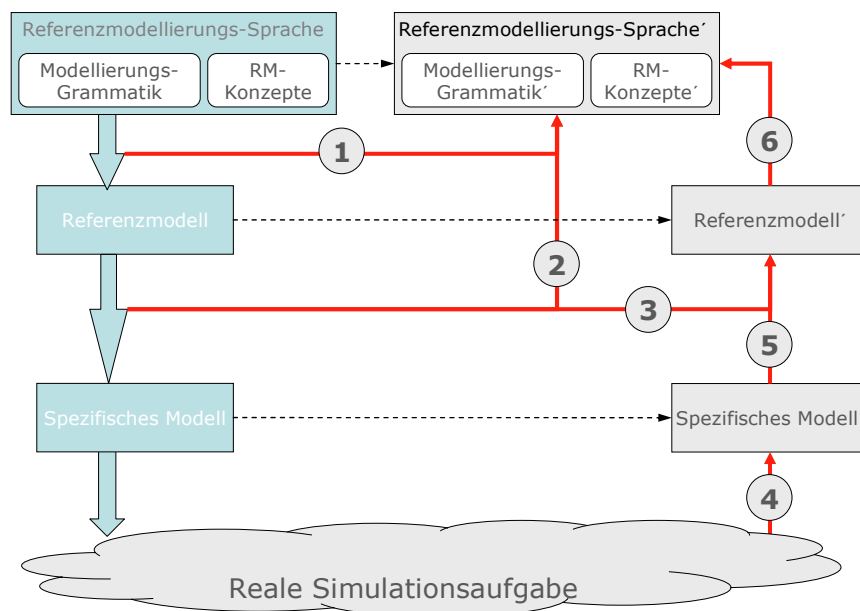 Referenzmodellierungs-Sprache
Modellierungs-
Grammatik
RM-
Konzepte
Referenzmodellierungs-Sprache´
Modellierungs-
Grammatik´
RM-
Konzepte´
1
6
Referenzmodell
Referenzmodell´
2
3
5
Spezifisches Modell
Spezifisches Modell
4
Reale Simulationsaufgabe